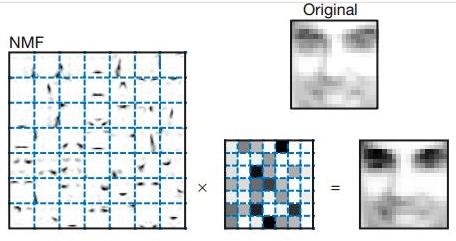 Original
NMF
× =